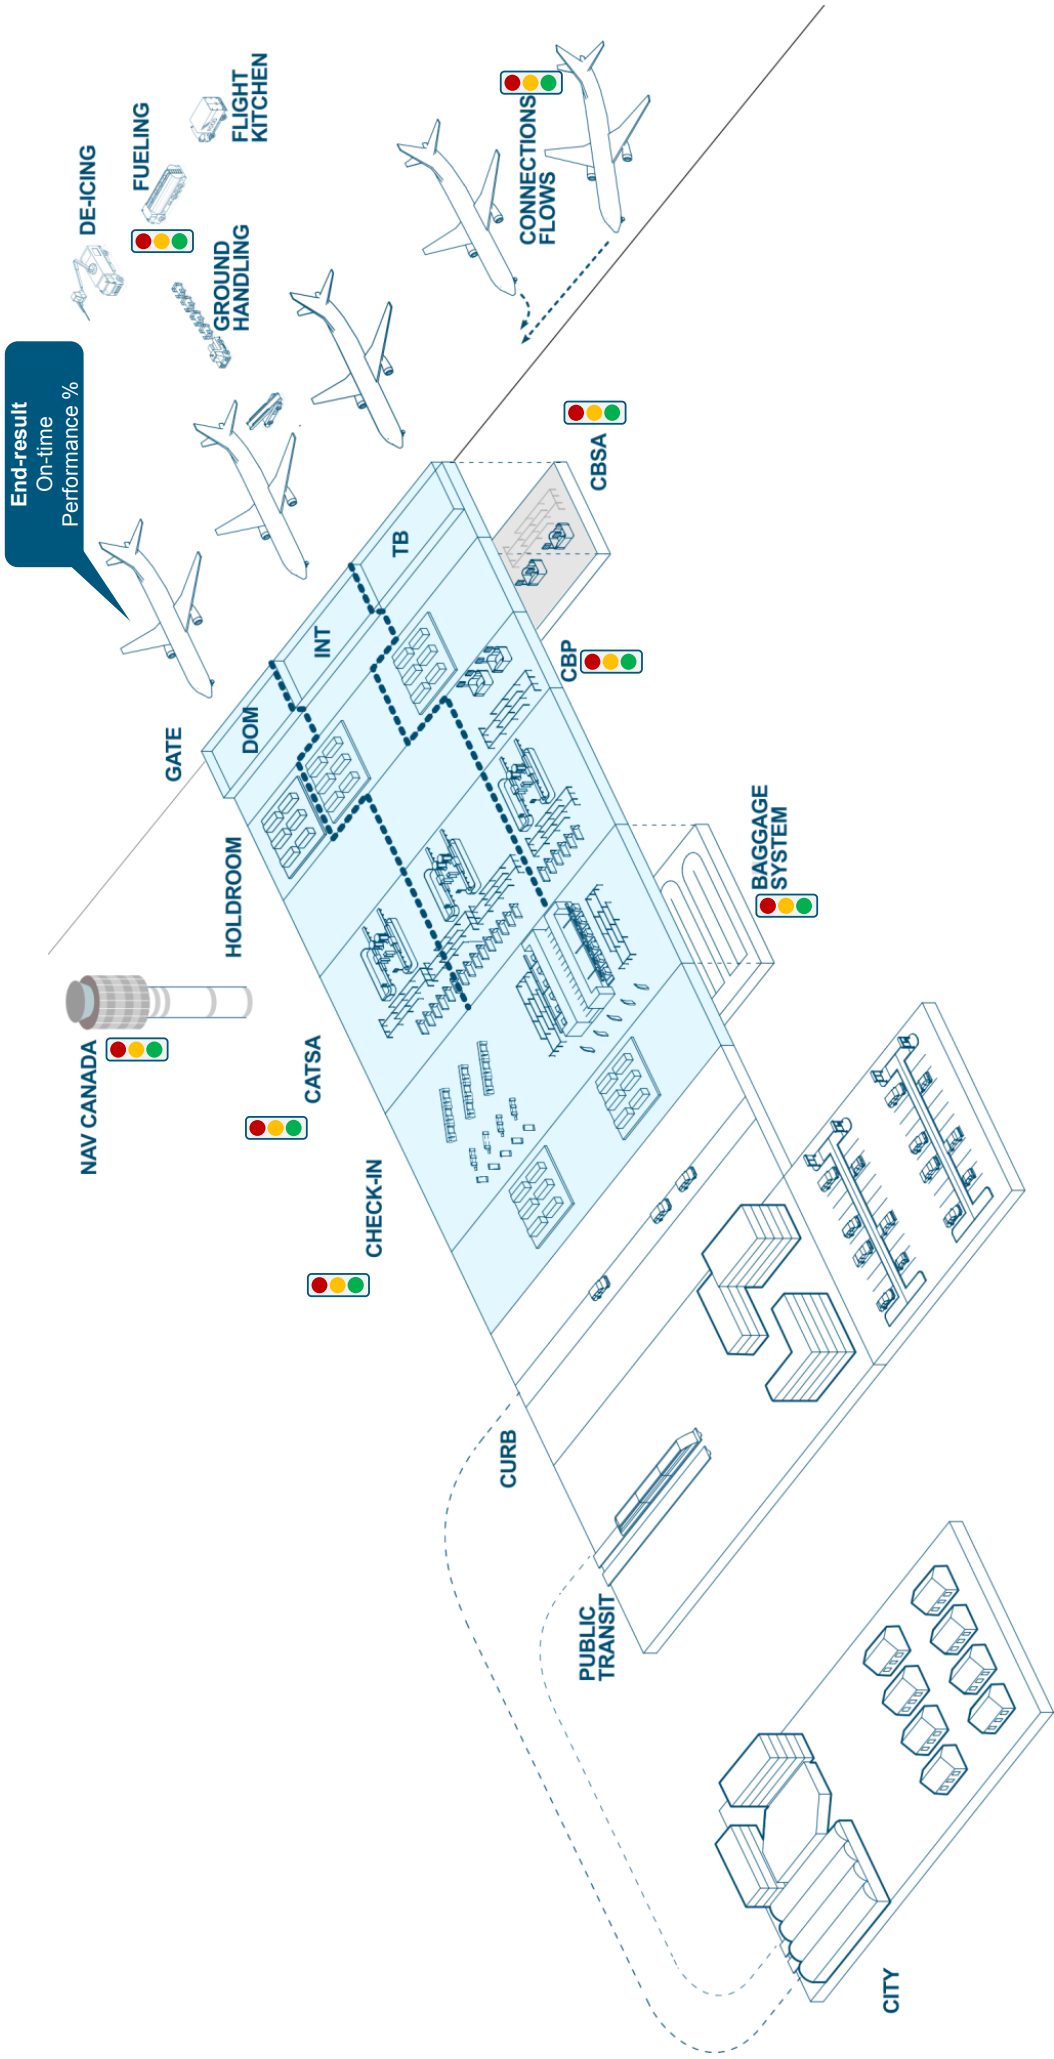 End-result
On-time
Performance %
DE-ICING
FUELING
FLIGHT
KITCHEN
GROUND
HANDLING
CONNECTIONS
FLOWS
CBSA
CBP
TB
INT
DOM
GATE
HOLDROOM
NAV CANADA
CATSA
CHECK-IN
BAGGAGE
SYSTEM
CURB
PUBLIC
TRANSIT
CITY